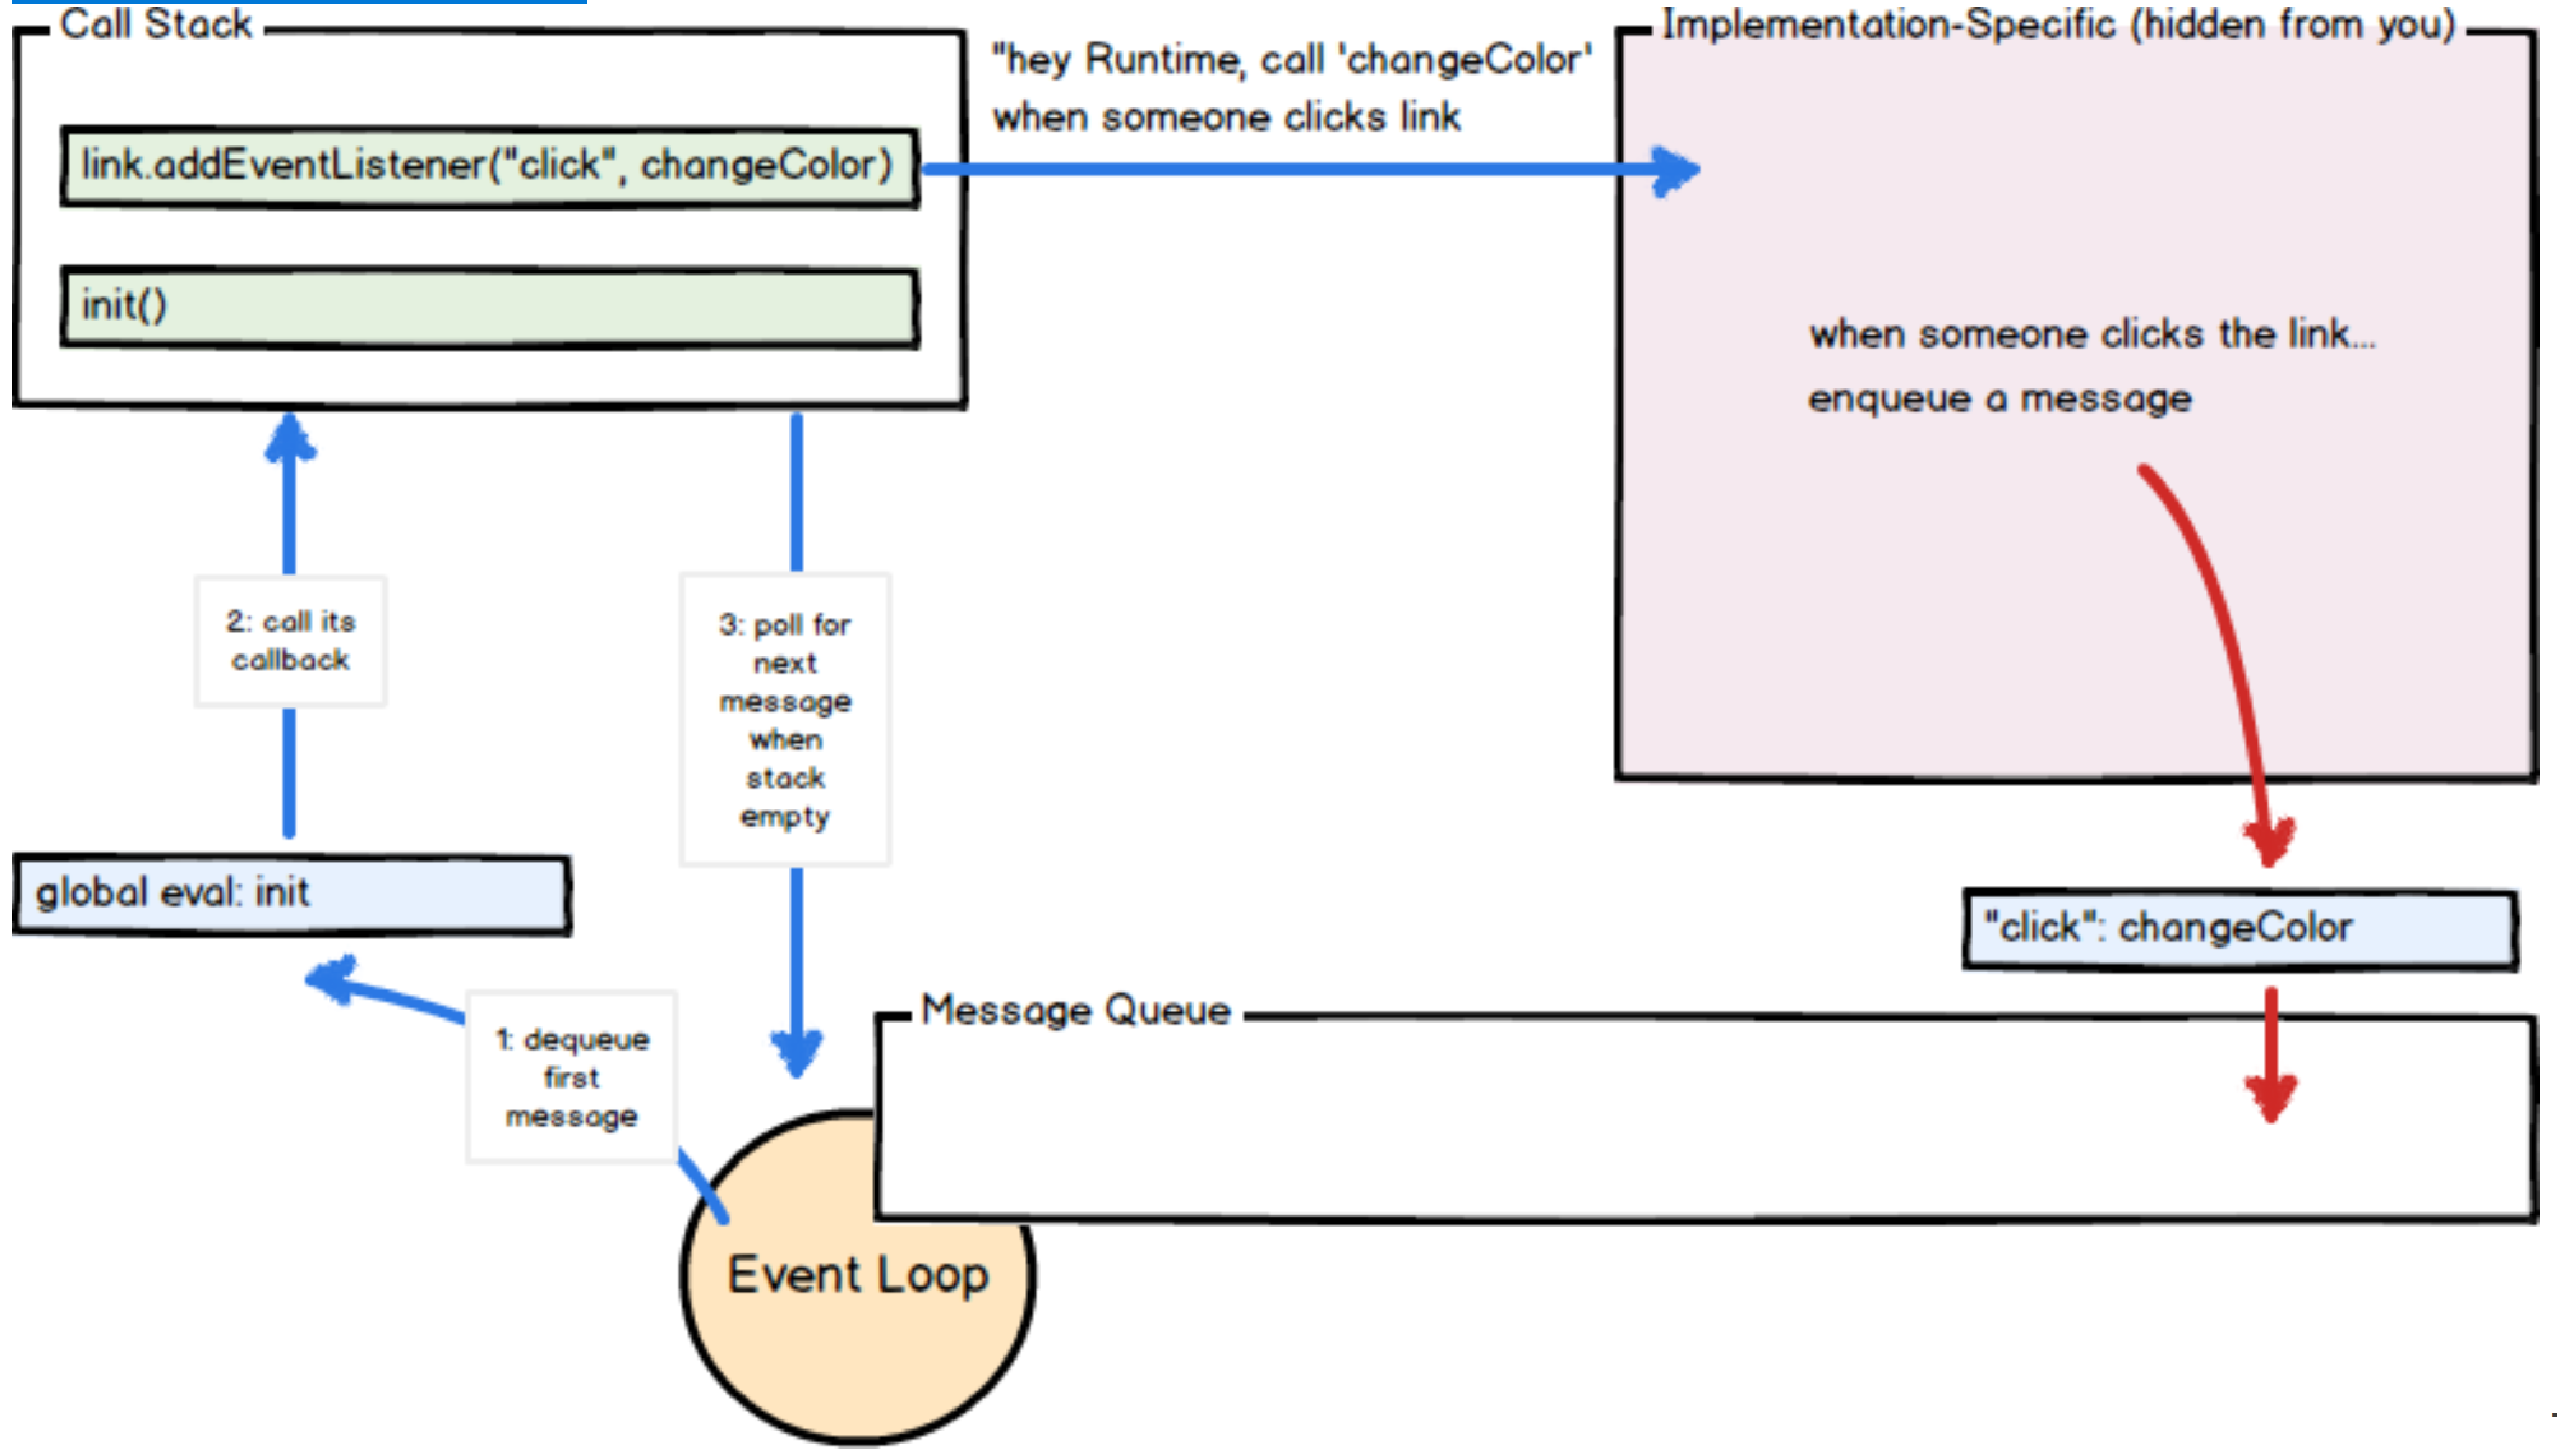 Call Stack
link.addEventListener("click", changeColor)
init()
"hey Runtime, call 'changeColor'
when someone clicks link
Implementation-Specific (hidden from you)
when someone clicks the link...
enqueue a message
2: call its
callback
3: poll for
next
message
when
stack
empty
global eval: init
"click": changeColor
1: dequeue
first
message
Message Queue
Event Loop